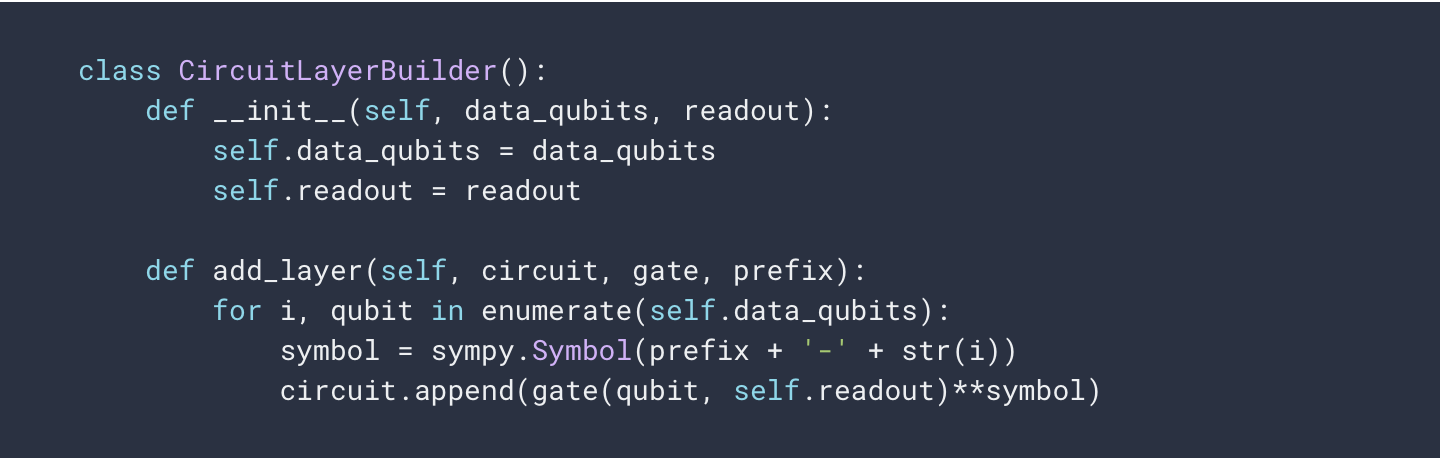 class CircuitLayerBuilder():
    def __init__(self, data_qubits, readout):
        self.data_qubits = data_qubits
        self.readout = readout

    def add_layer(self, circuit, gate, prefix):
        for i, qubit in enumerate(self.data_qubits):
            symbol = sympy.Symbol(prefix + '-' + str(i))
            circuit.append(gate(qubit, self.readout)**symbol)